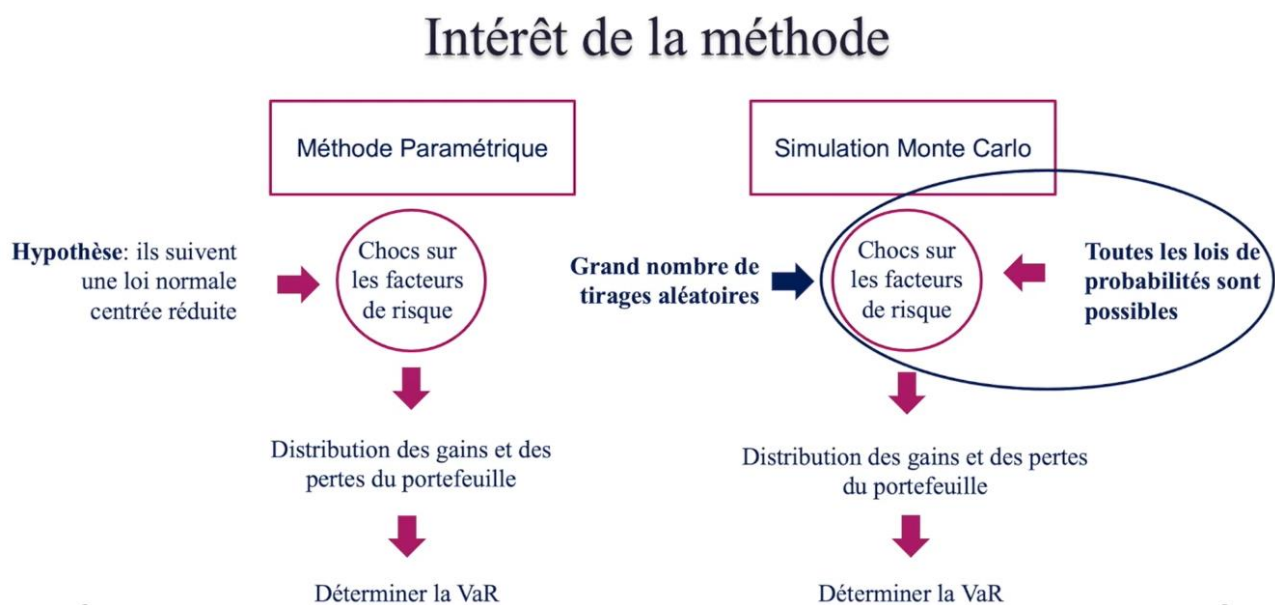 Intérêt de la méthode
Méthode Paramétrique
Hypothèse: ils suivent
une loi normale
centrée réduite
Chocs sur
les facteurs
de risque
Distribution des gains et des
pertes du portefeuille
Déterminer la VaR
Simulation Monte Carlo
Grand nombre de
tirages aléatoires
Chocs sur
les facteurs
de risque
Toutes les lois de
probabilités sont
possibles
Distribution des gains et des pertes
du portefeuille
Déterminer la VaR